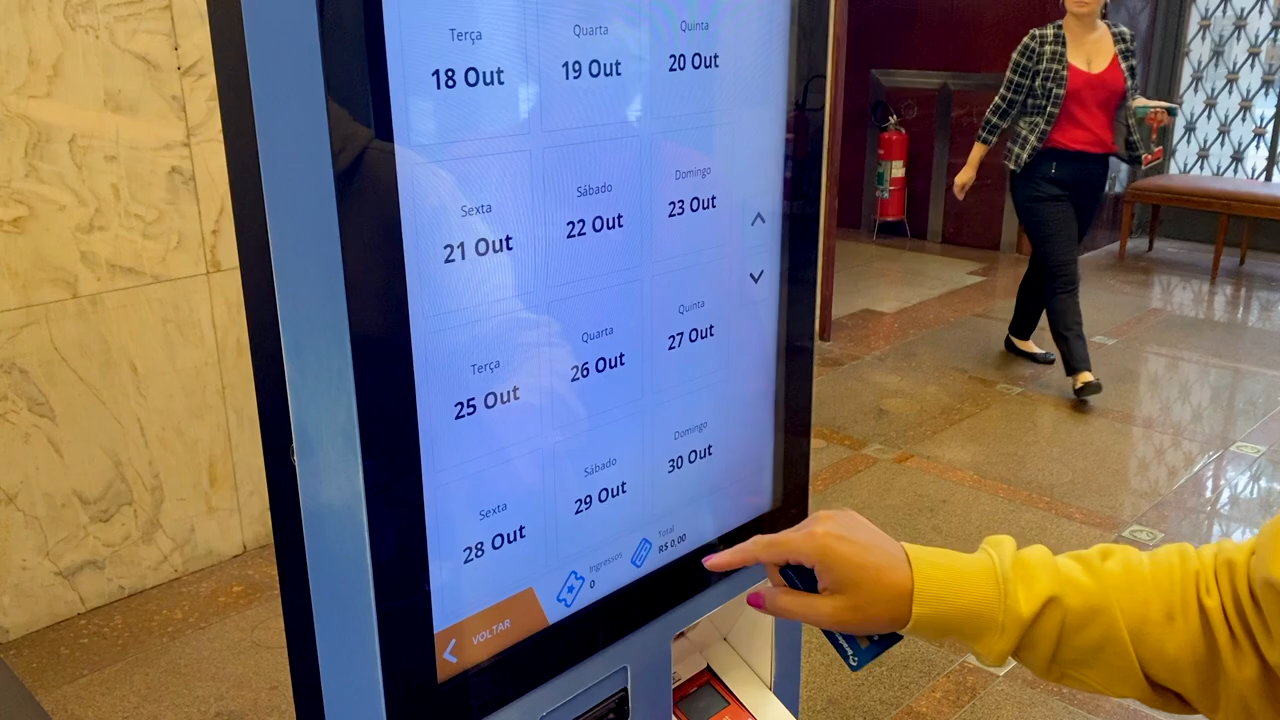 Terça
18 Out
Quarta
19 Out
Quinta
20 Out
Sexta
21 Out
Sábado
22 Out
Domingo
23 Out
Terça
25 Out
Quarta
26 Out
Quinta
27 Out
Sexta
28 Out
Sábado
29 Out
Domingo
30 Out
VOLTAR
Ingressos
0
Total
R$ 0,00